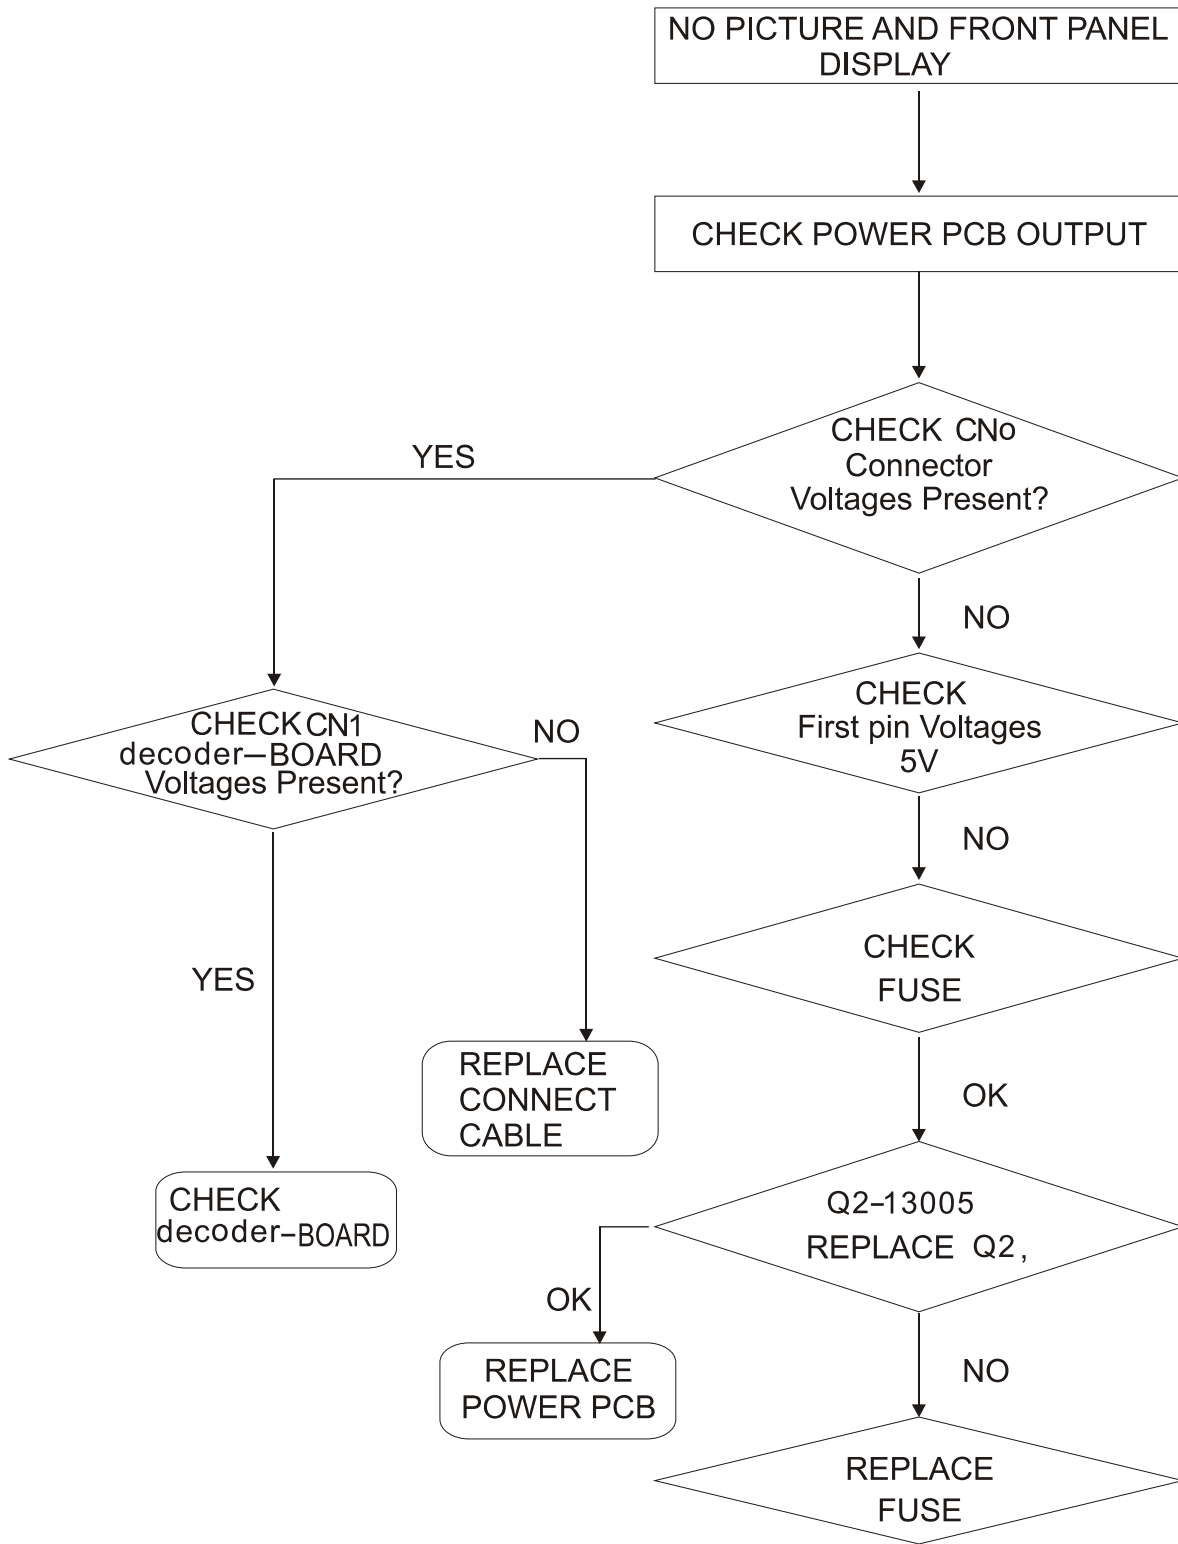 NO PICTURE AND FRONT PANEL
DISPLAY
CHECK POWER PCB OUTPUT
CHECK CNo
Connector
Voltages Present?
YES
NO
CHECK CN1
decoder-BOARD
Voltages Present?
NO
CHECK
First pin Voltages
5V
NO
YES
CHECK
FUSE
REPLACE
CONNECT
CABLE
OK
CHECK
decoder-BOARD
Q2-13005
REPLACE Q2,
OK
REPLACE
POWER PCB
NO
REPLACE
FUSE